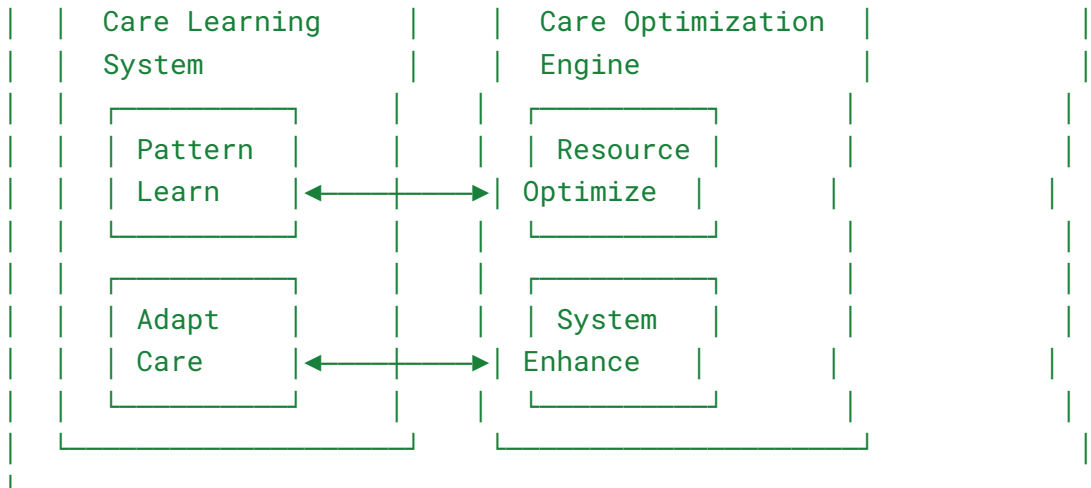 Care Learning Care Optimization
System Engine
Pattern Resource
Learn Optimize
Adapt System
Care Enhance